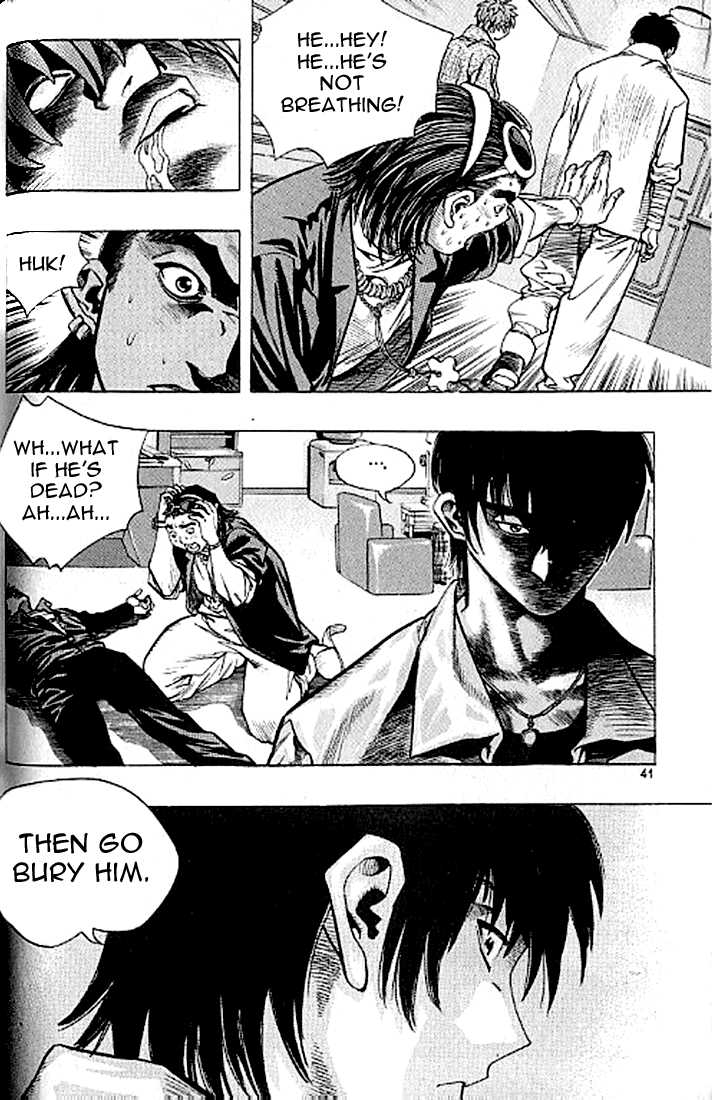 HE...HEY!
HE...HE'S
NOT
BREATHING!
HUK!
WH...WHAT
IF HE'S
DEAD?
AH...AH...
...
41
THEN GO
BURY HIM.